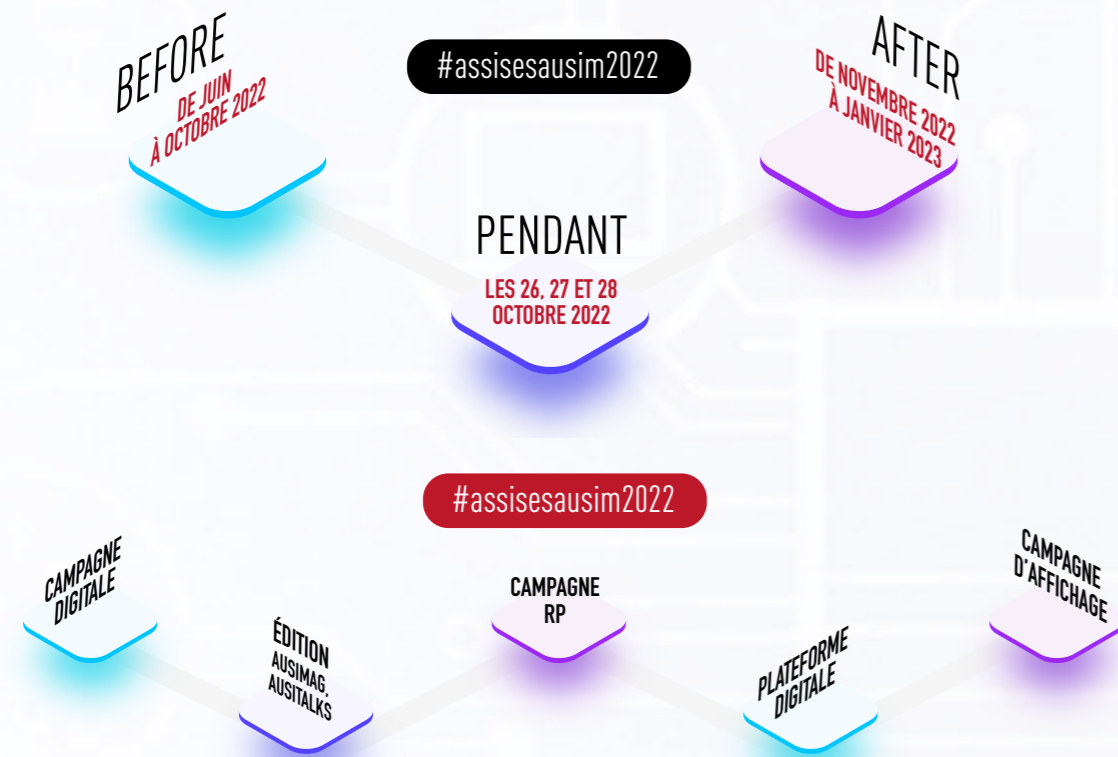 BEFORE
DE JUIN
À OCTOBRE 2022
#assisesausim2022
AFTER
DE NOVEMBRE 2022
À JANVIER 2023
PENDANT
LES 26, 27 ET 28
OCTOBRE 2022
#assisesausim2022
CAMPAGNE
DIGITALE
ÉDITION
AUSIMAG,
AUSITALKS
CAMPAGNE
RP
PLATEFORME
DIGITALE
CAMPAGNE
D'AFFICHAGE